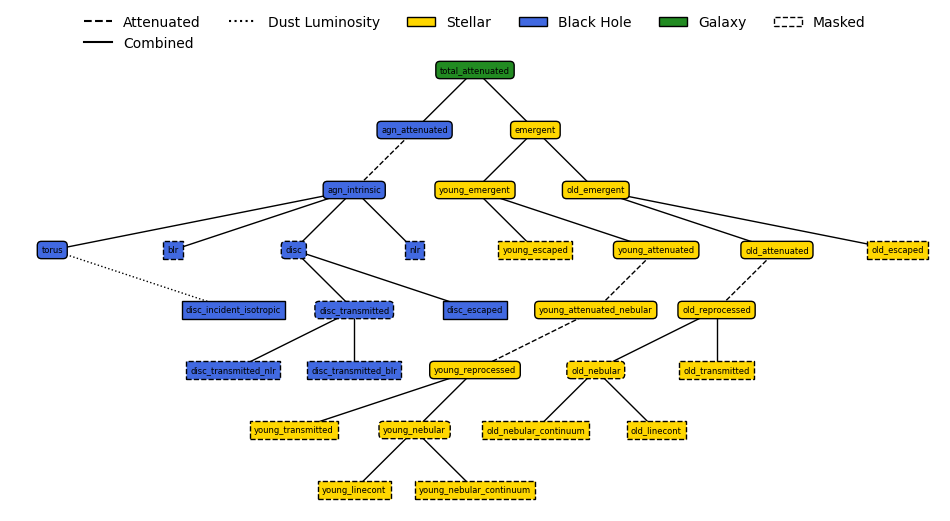 Attenuated Dust Luminosity Stellar Black Hole Galaxy Masked
Combined
total_attenuated
agn_attenuated emergent
agn_intrinsic young_emergent old_emergent
torus blr disc nlr young_escaped young_attenuated old_attenuated old_escaped
disc_incident_isotropic disc_transmitted disc_escaped young_attenuated_nebular old_reprocessed
disc_transmitted_nlr disc_transmitted_blr young_reprocessed old_nebular old_transmitted
young_transmitted young_nebular old_nebular_continuum old_linecont
young_linecont young_nebular_continuum